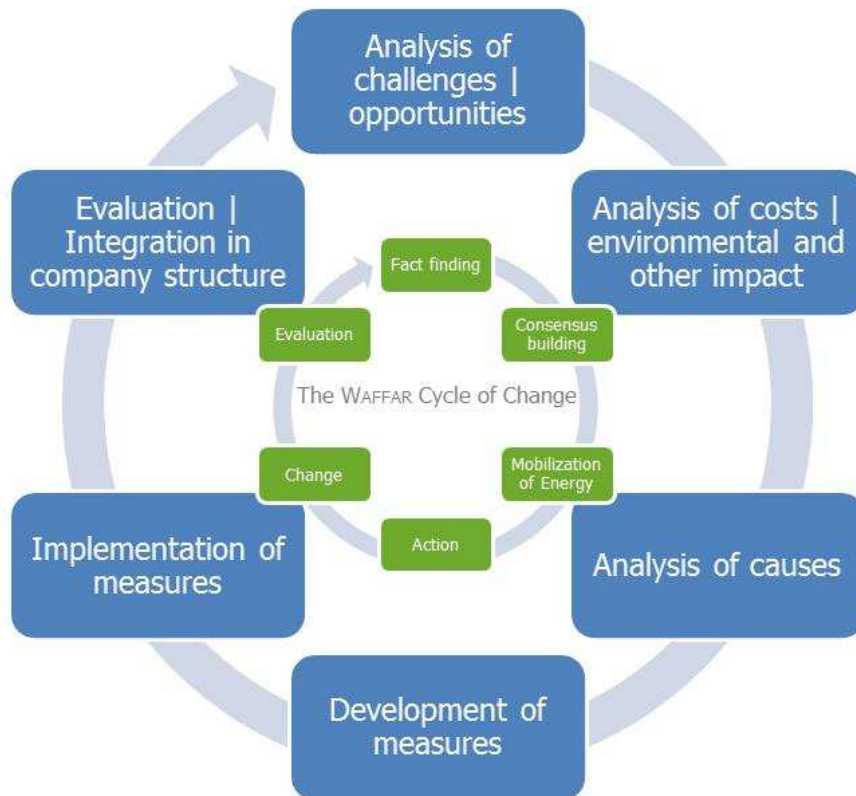 Analysis of
challenges |
opportunities
Analysis of costs |
environmental and
other impact
Analysis of causes
Development of
measures
Implementation of
measures
Evaluation |
Integration in
company structure
Fact finding
Consensus
building
Mobilization
of Energy
Action
Change
Evaluation
The WAFFAR Cycle of Change